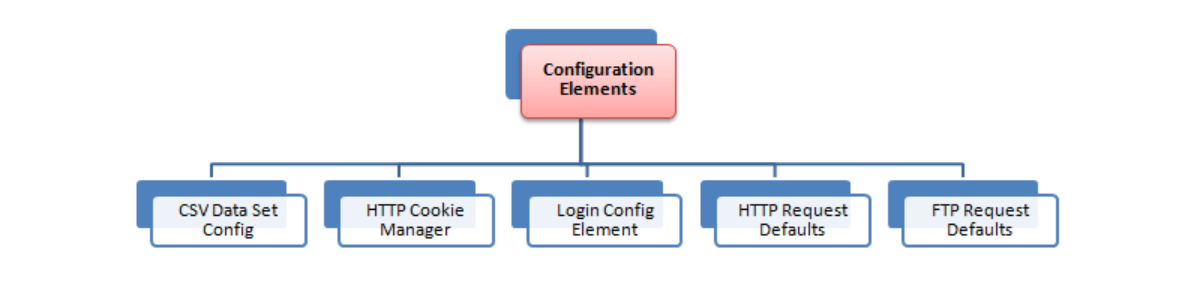 Configuration
Elements
CSV Data Set
Config
HTTP Cookie
Manager
Login Config
Element
HTTP Request
Defaults
FTP Request
Defaults